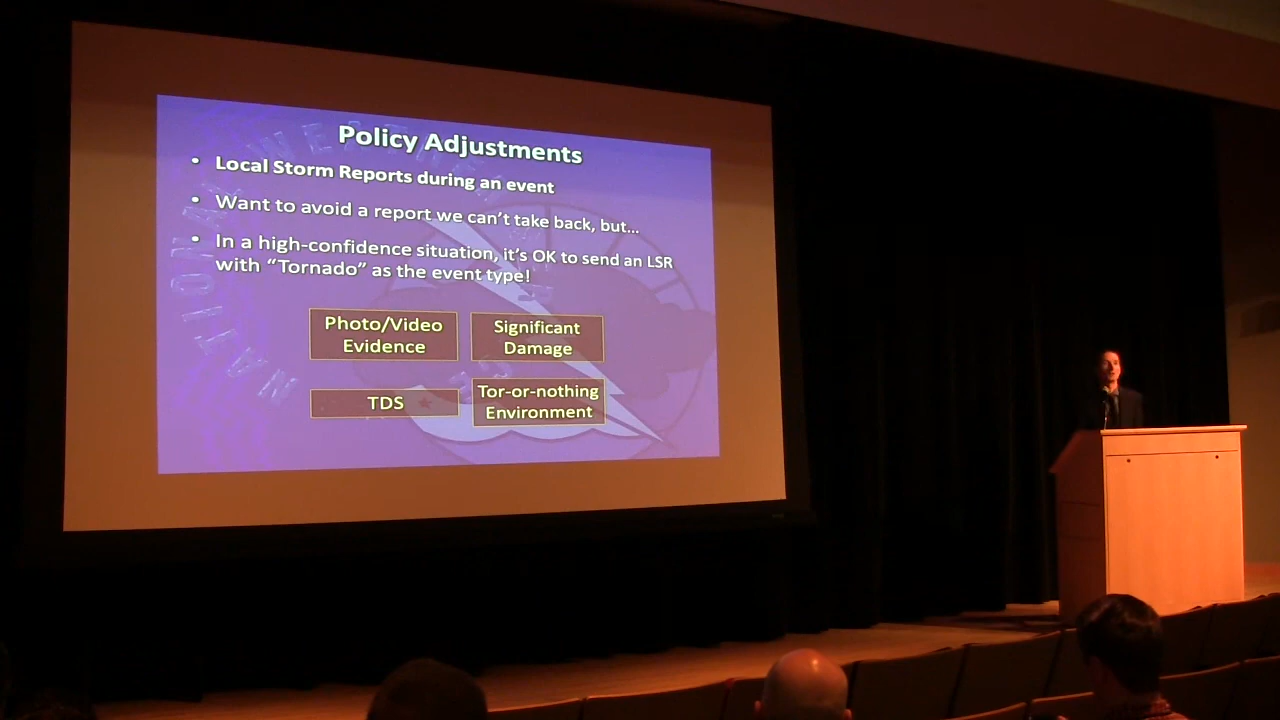 Policy Adjustments
• Local Storm Reports during an event
• Want to avoid a report we can't take back, but...
• In a high-confidence situation, it's OK to send an LSR
with "Tornado" as the event type!
Photo/Video
Evidence
Significant
Damage
TDS
Tor-or-nothing
Environment